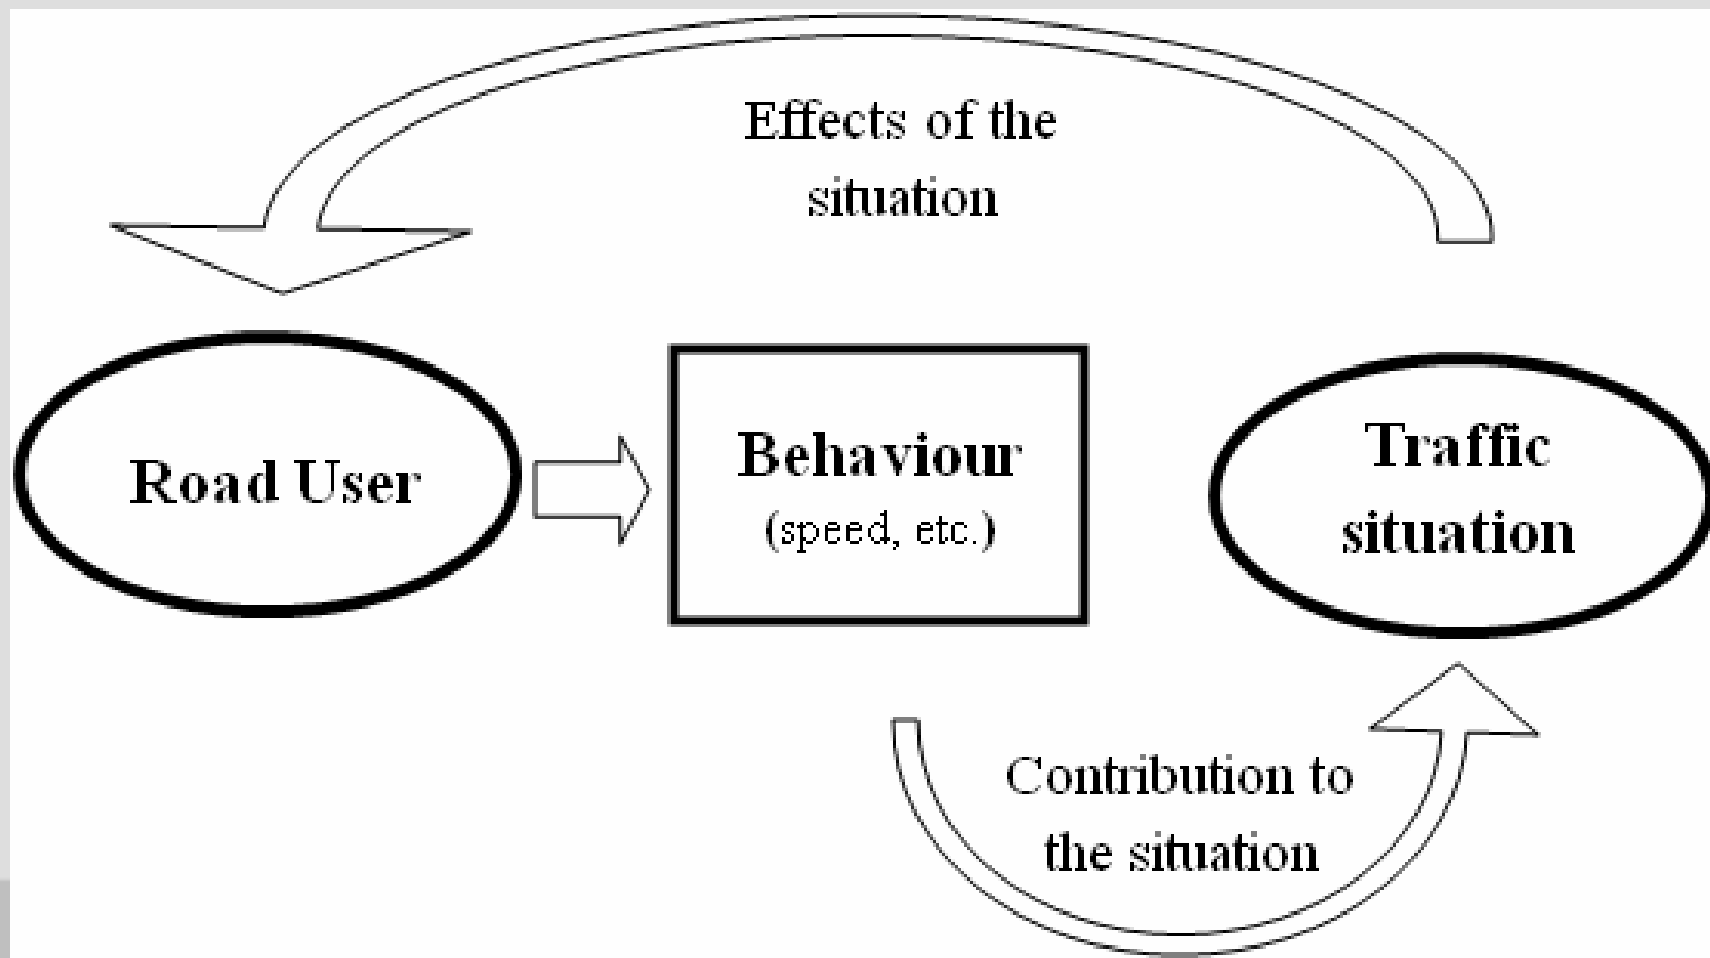 Effects of the
situation
Road User
Behaviour
(speed, etc.)
Traffic
situation
Contribution to
the situation